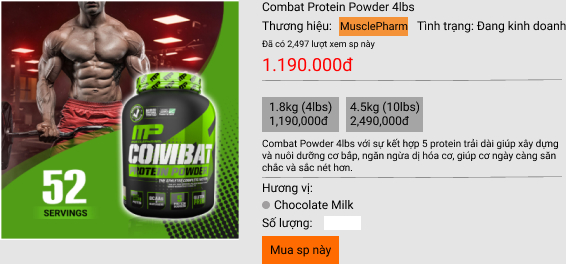 Combat Protein Powder 4lbs
Thương hiệu: MusclePharm Tình trạng: Đang kinh doanh
Đã có 2,497 lượt xem sp này
1.190.000đ
1.8kg (4lbs)
1,190,000đ
4.5kg (10lbs)
2,490,000đ
Combat Powder 4lbs với sự kết hợp 5 protein trải dài giúp xây dựng
và nuôi dưỡng cơ bắp, ngăn ngừa dị hóa cơ, giúp cơ ngày càng săn
chắc và sắc nét hơn.
Hương vị:
Chocolate Milk
Số lượng:
Mua sp này
MP
COMBAT
PROTEIN POWDER
52
SERVINGS